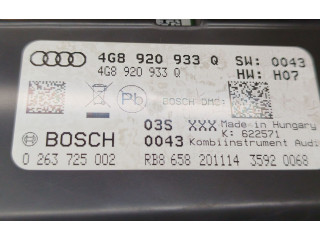 4G8 920 933 Q SW: 0043
4G8 920 933 Q HW: H07
Pb BOSCH DMC:
03S XXX Made in Hungary
K: 622571
BOSCH 0043 Kombiinstrument Audi
0 263 725 002 RB8 658 201114 3592 0068